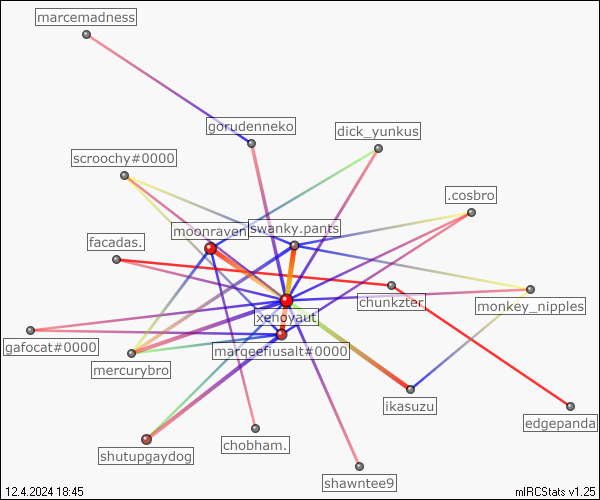 marcemadness
gorudenneko
dick_yunkus
scroochy#0000
.cosbro
moonraven
swanky.pants
facadas.
chunkzter
monkey_nipples
xenoyaut
gafocat#0000
marqeefiusalt#0000
mercurybro
ikasuzu
edgepanda
chobham.
shutupgaydog
shawntee9
12.4.2024 18:45
mIRCStats v1.25